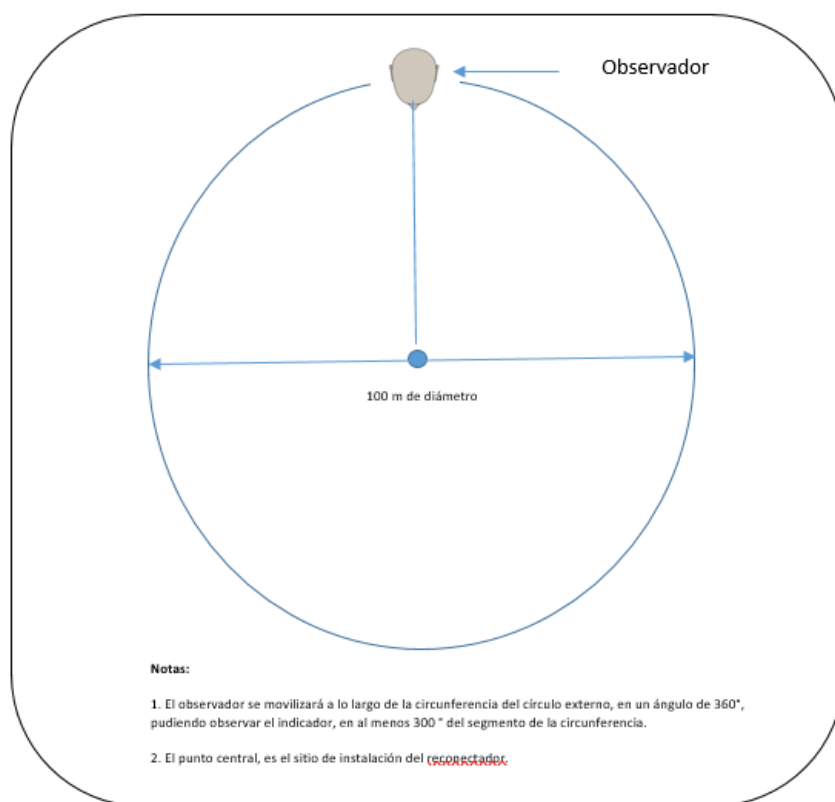 Observador
100 m de diámetro
Notas:
1. El observador se movilizará a lo largo de la circunferencia del círculo externo, en un ángulo de 360°,
pudiendo observar el indicador, en al menos 300 ° del segmento de la circunferencia.
2. El punto central, es el sitio de instalación del reconectador.